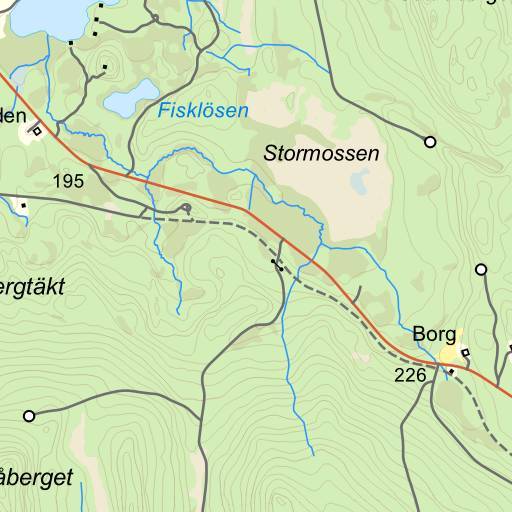 Fisklösen
den
Stormossen
195
ergtäkt
Borg
226
åberget